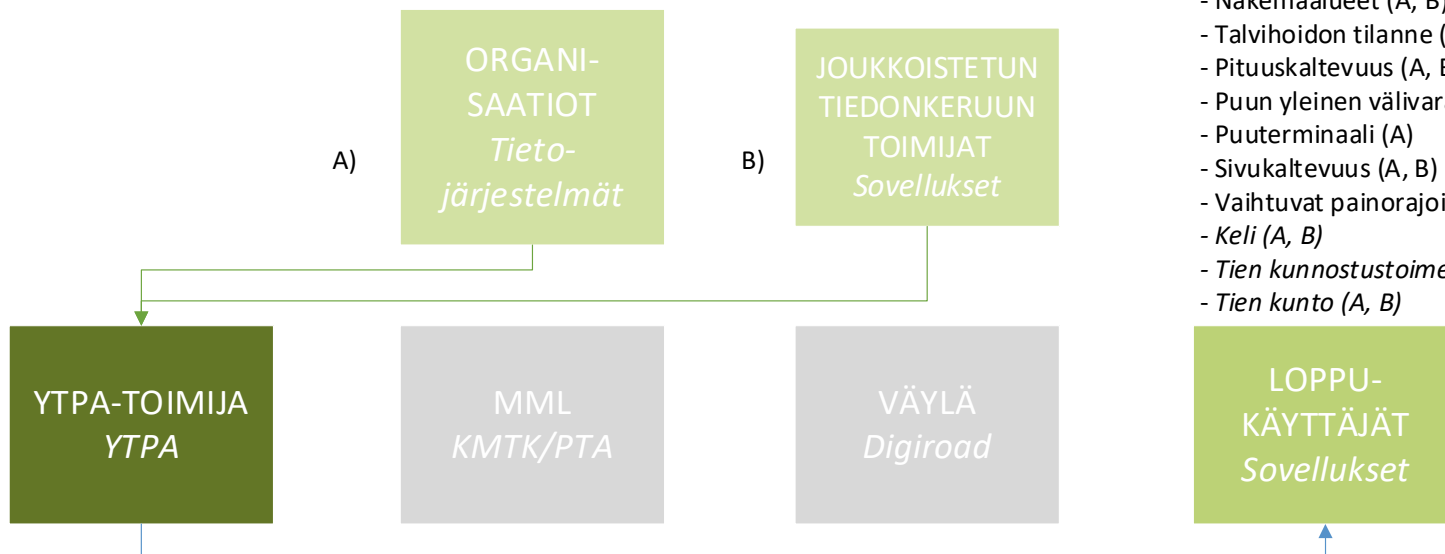 ORGANI-
SAATIOT
Tieto-
järjestelmät
A)
JOUKKOISTETUN
TIEDONKERUUN
TOIMIJAT
Sovellukset
B)
- Näkemäalueet (A, B)
- Talvihoidon tilanne (
- Pituuskaltevuus (A, B
- Puun yleinen välivara
- Puuterminaali (A)
- Sivukaltevuus (A, B)
- Vaihtuvat painorajoi
- Keli (A, B)
- Tien kunnostustoime
- Tien kunto (A, B)
YTPA-TOIMIJA
YTPA
MML
KMTK/PTA
VÄYLÄ
Digiroad
LOPPU-
KÄYTTÄJÄT
Sovellukset